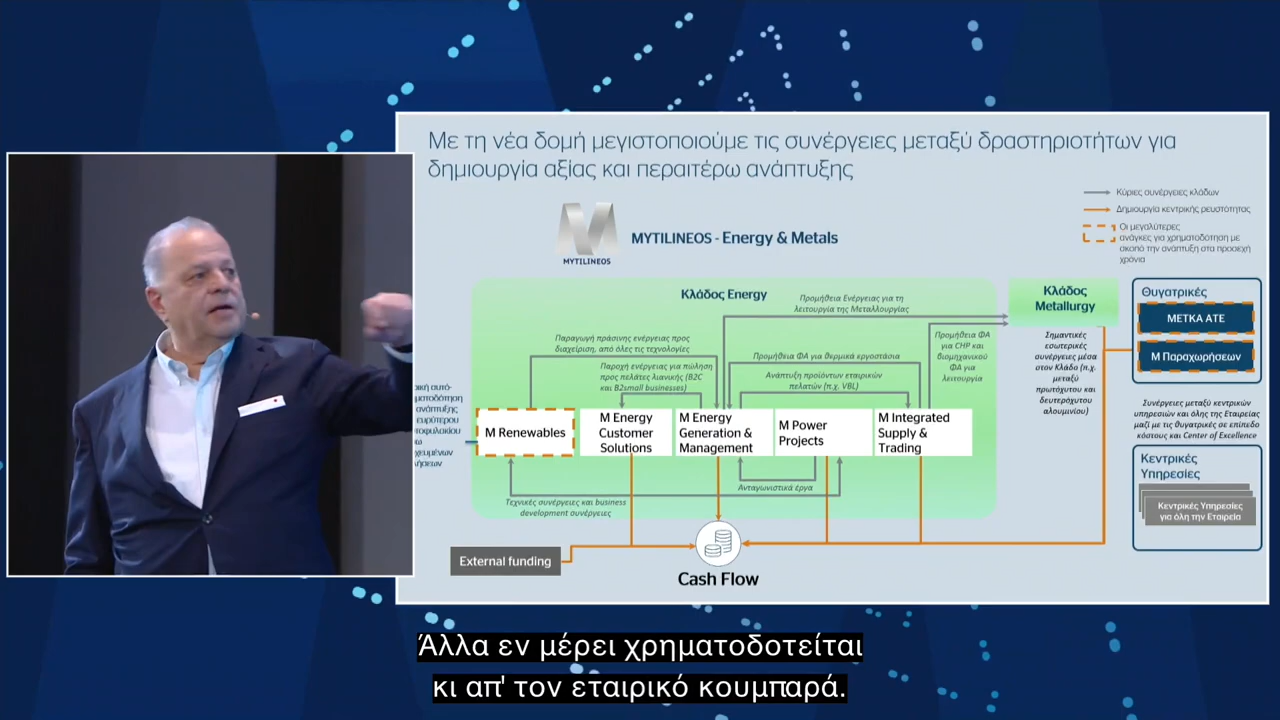 Με τη νέα δομή μεγιστοποιούμε τις συνέργειες μεταξύ δραστηριοτήτων για
δημιουργία αξίας και περαιτέρω ανάπτυξης
Κύριες συνέργειες κλάδων
Δημιουργία κεντρικής ρευστότητας
Οι μεγαλύτερες
ανάγκες για χρηματοδότηση με
σκοπό την ανάπτυξη στα προσεχή
χρόνια
MYTILINEOS
MYTILINEOS - Energy & Metals
Κλάδος Energy
Προμήθεια Ενέργειας για τη
λειτουργία της Μεταλλουργίας
Κλάδος
Metallurgy
Παραγωγή πράσινης ενέργειας προς
διαχείριση, από όλες τις τεχνολογίες
Παροχή ενέργειας για πώληση
προς πελάτες λιανικής (B2C
και B2small businesses)
Προμήθεια ΦΑ για θερμικά εργοστάσια
Ανάπτυξη προϊόντων εταιρικών
πελατών (π.χ. VBL)
Προμήθεια ΦΑ
για CHP και
βιομηχανικού
ΦΑ για
λειτουργία
Σημαντικές
εσωτερικές
συνέργειες μέσα
στον Κλάδο (π.χ.
μεταξύ
πρωτόχυτου και
δευτερόχυτου
αλουμινίου)
M Renewables
M Energy
Customer
Solutions
M Energy
Generation &
Management
M Power
Projects
M Integrated
Supply &
Trading
Τεχνικές συνέργειες και business
development συνέργειες
Ανταγωνιστικά έργα
External funding
Cash Flow
Θυγατρικές
ΜΕΤΚΑ ΑΤΕ
Μ Παραχωρήσεων
Συνέργειες μεταξύ κεντρικών
υπηρεσιών και όλης της Εταιρείας
μαζί με τις θυγατρικές σε επίπεδο
κόστους και Center of Excellence
Κεντρικές
Υπηρεσίες
Κεντρικές Υπηρεσίες
για όλη την Εταιρεία
Άλλα εν μέρει χρηματοδοτείται
κι απ' τον εταιρικό κουμπαρά.